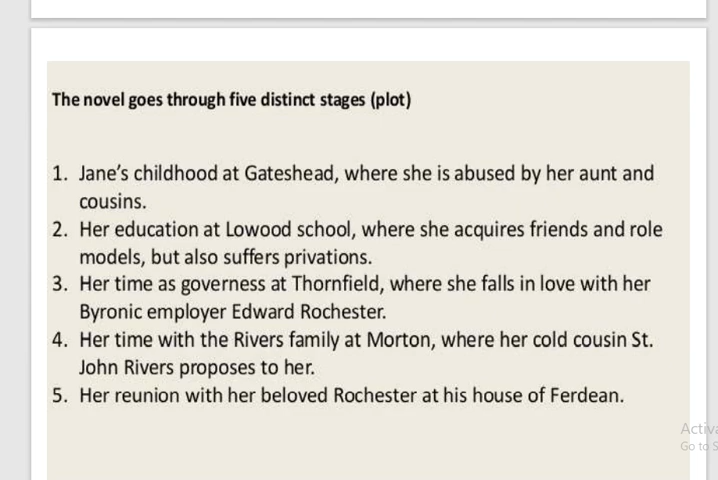 The novel goes through five distinct stages (plot)
1. Jane’s childhood at Gateshead, where she is abused by her aunt and
cousins.
2. Her education at Lowood school, where she acquires friends and role
models, but also suffers privations.
3. Her time as governess at Thornfield, where she falls in love with her
Byronic employer Edward Rochester.
4. Her time with the Rivers family at Morton, where her cold cousin St.
John Rivers proposes to her.
5. Her reunion with her beloved Rochester at his house of Ferdean.
Activa
Go to S